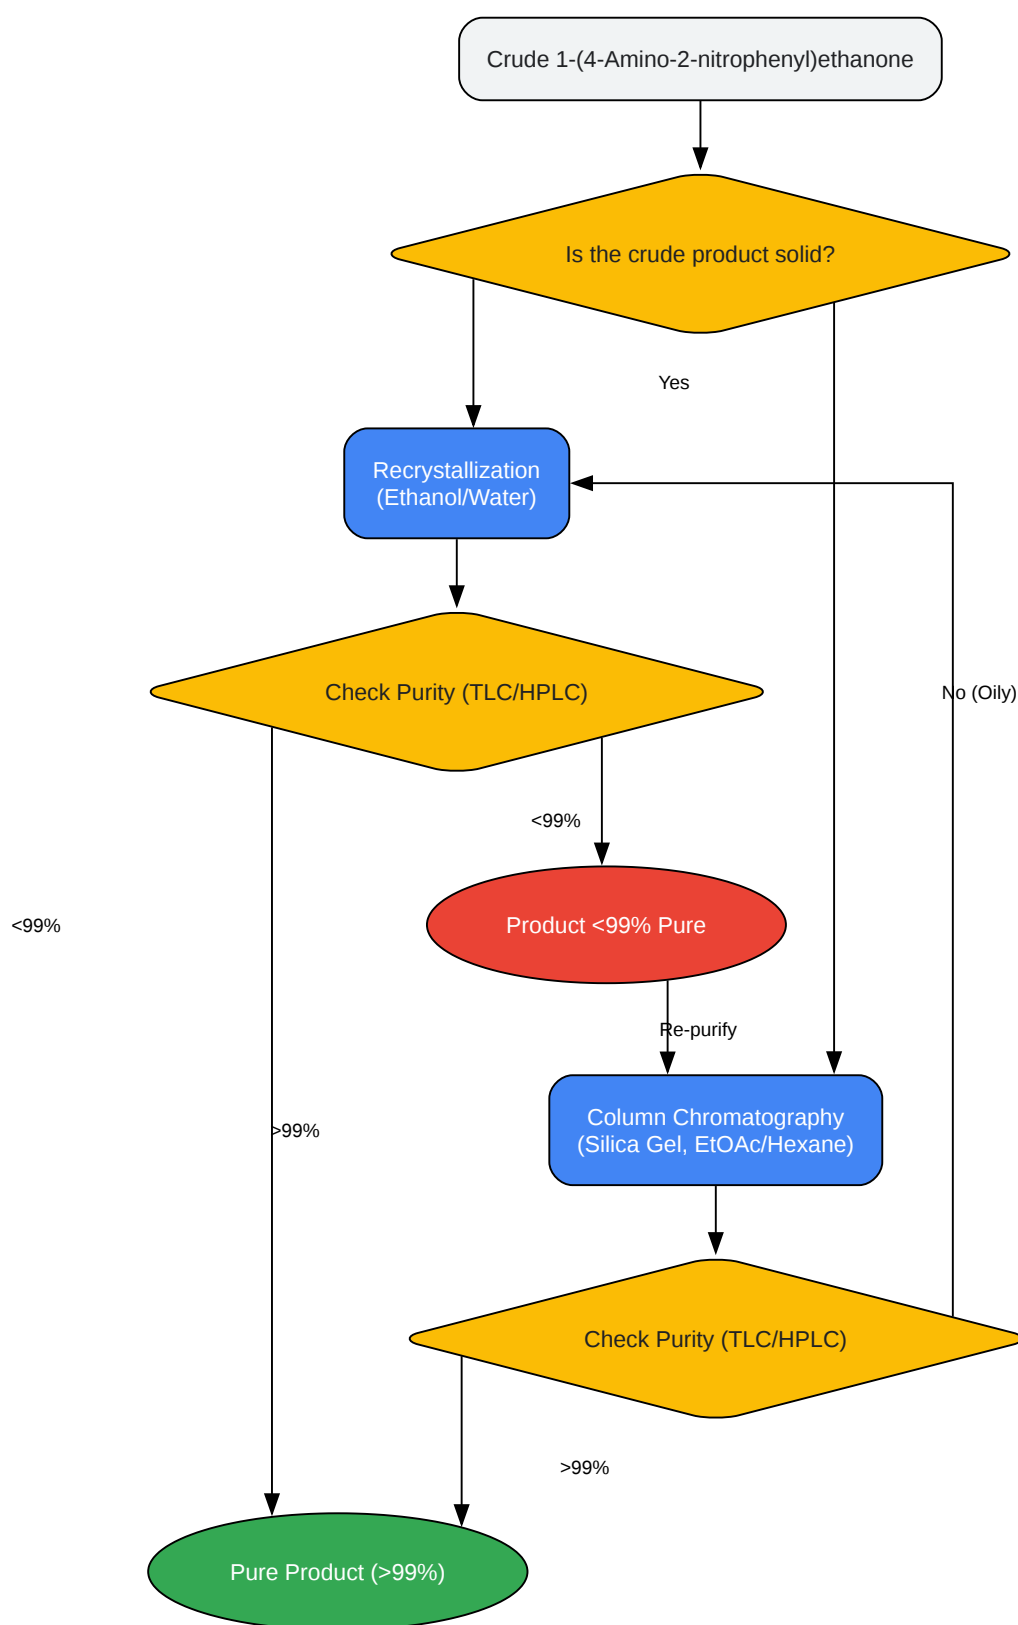 Crude 1-(4-Amino-2-nitrophenyl)ethanone
Is the crude product solid?
Yes
Recrystallization
(Ethanol/Water)
Check Purity (TLC/HPLC)
No (Oily)
<99%
<99%
Product <99% Pure
Re-purify
Column Chromatography
(Silica Gel, EtOAc/Hexane)
>99%
Check Purity (TLC/HPLC)
>99%
Pure Product (>99%)